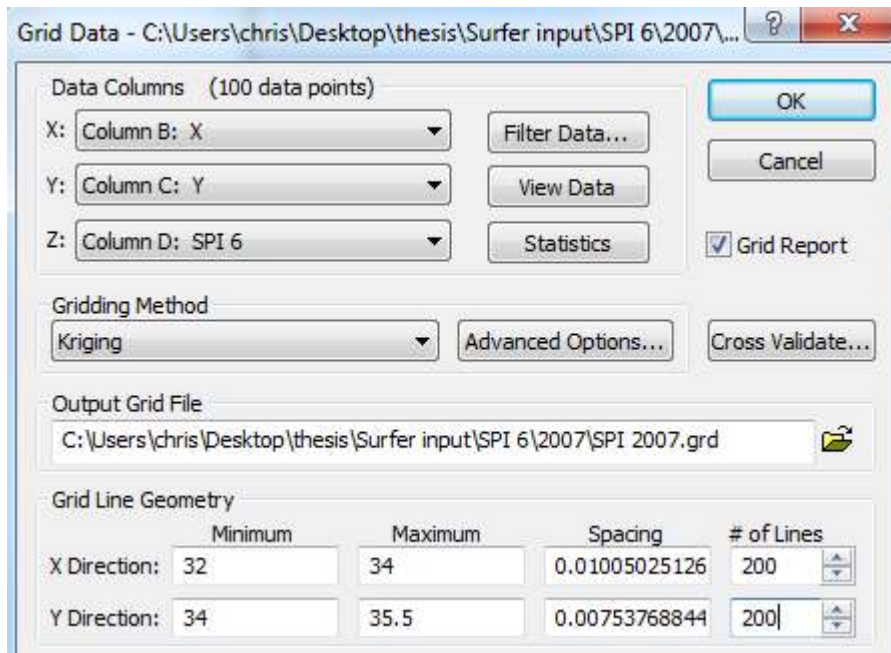 Grid Data - C:\Users\chris\Desktop\thesis\Surfer input\SPI 6\2007\...
Data Columns (100 data points)
X: Column B: X Filter Data...
OK
Y: Column C: Y View Data
Cancel
Z: Column D: SPI 6 Statistics
Grid Report
Gridding Method
Kriging Advanced Options... Cross Validate...
Output Grid File
C:\Users\chris\Desktop\thesis\Surfer input\SPI 6\2007\SPI 2007.grd
Grid Line Geometry
Minimum Maximum Spacing # of Lines
X Direction: 32 34 0.01005025126 200
Y Direction: 34 35.5 0.00753768844 200